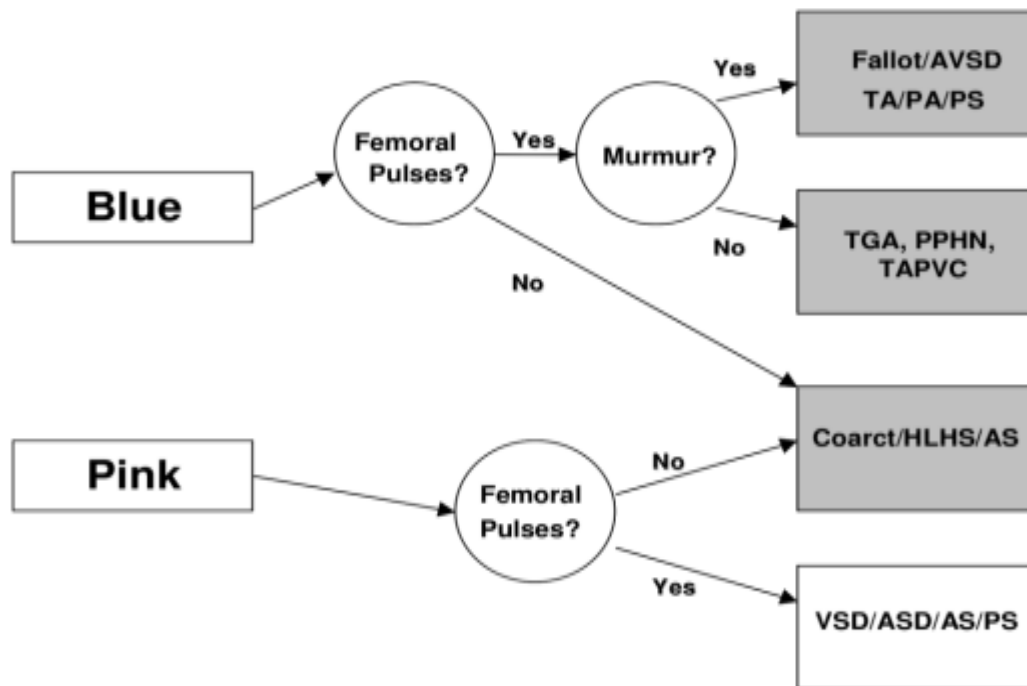 Blue
Femoral
Pulses?
Yes
Murmur?
Yes
Fallot/AVSD
TA/PA/PS
No
TGA, PPHN,
TAPVC
No
Coarct/HLHS/AS
Pink
Femoral
Pulses?
No
Yes
VSD/ASD/AS/PS